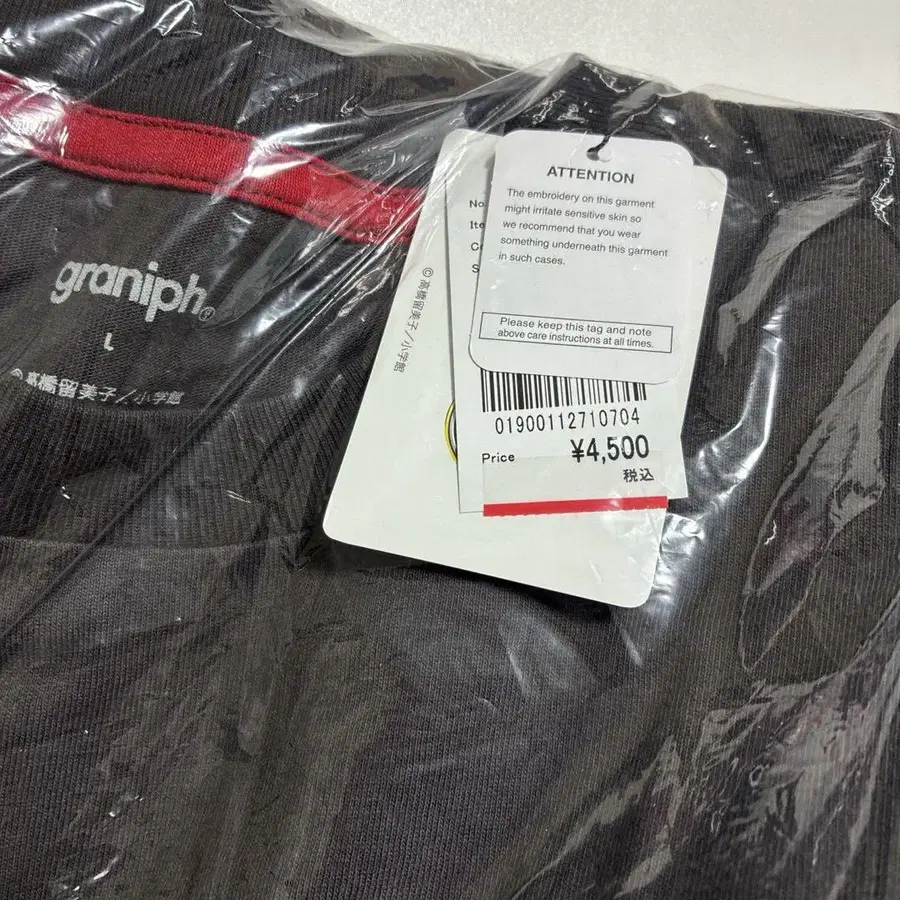 graniph
L
©高橋留美子/小学館
©高橋留美子/小学館
No
Ite
Co
S
ATTENTION
The embroidery on this garment
might irritate sensitive skin so
we recommend that you wear
something underneath this garment
in such cases.
Please keep this tag and note
above care instructions at all times.
01900112710704
Price ¥4,500
税込